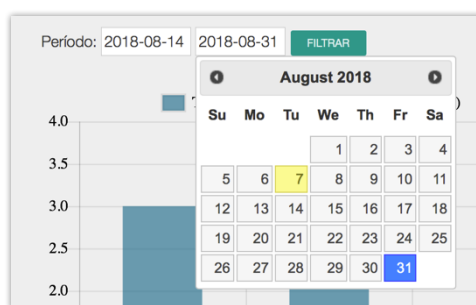 Período: 2018-08-14 2018-08-31 FILTRAR
August 2018
Su Mo Tu We Th Fr Sa
1 2 3 4
5 6 7 8 9 10 11
12 13 14 15 16 17 18
19 20 21 22 23 24 25
26 27 28 29 30 31
4.0
3.5
3.0
2.5
2.0